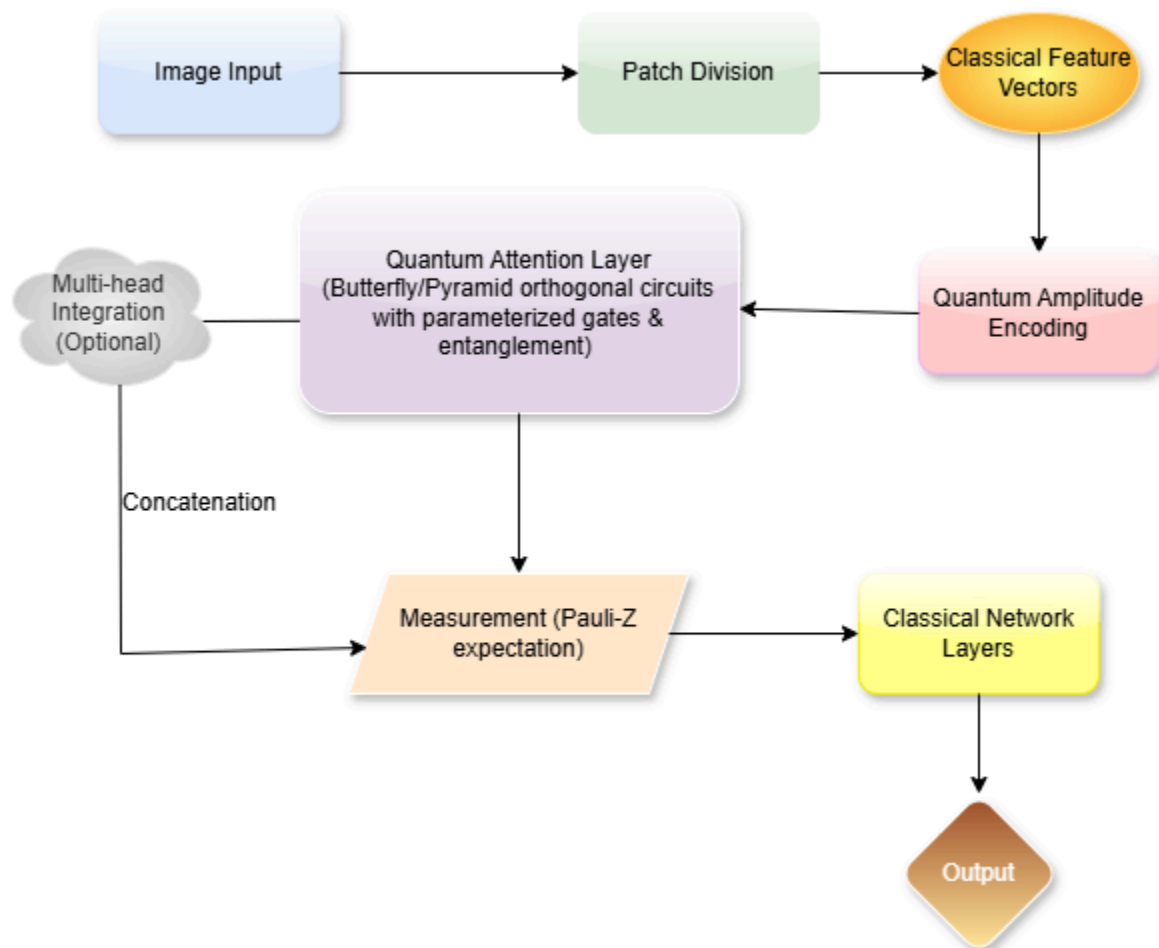 Image Input
Patch Division
Classical Feature
Vectors
Multi-head
Integration
(Optional)
Quantum Attention Layer
(Butterfly/Pyramid orthogonal circuits
with parameterized gates &
entanglement)
Quantum Amplitude
Encoding
Concatenation
Measurement (Pauli-Z
expectation)
Classical Network
Layers
Output